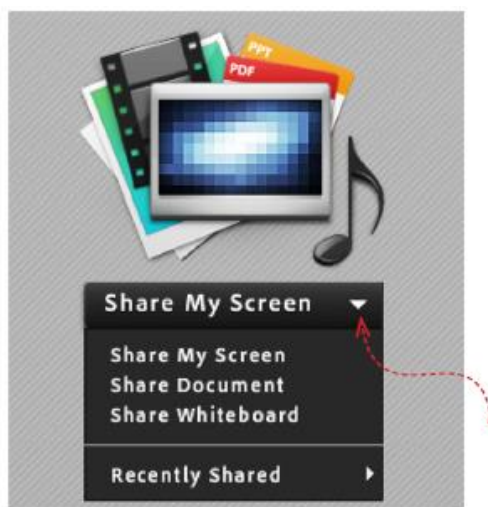 PPT
PDF
Share My Screen
Share My Screen
Share Document
Share Whiteboard
Recently Shared